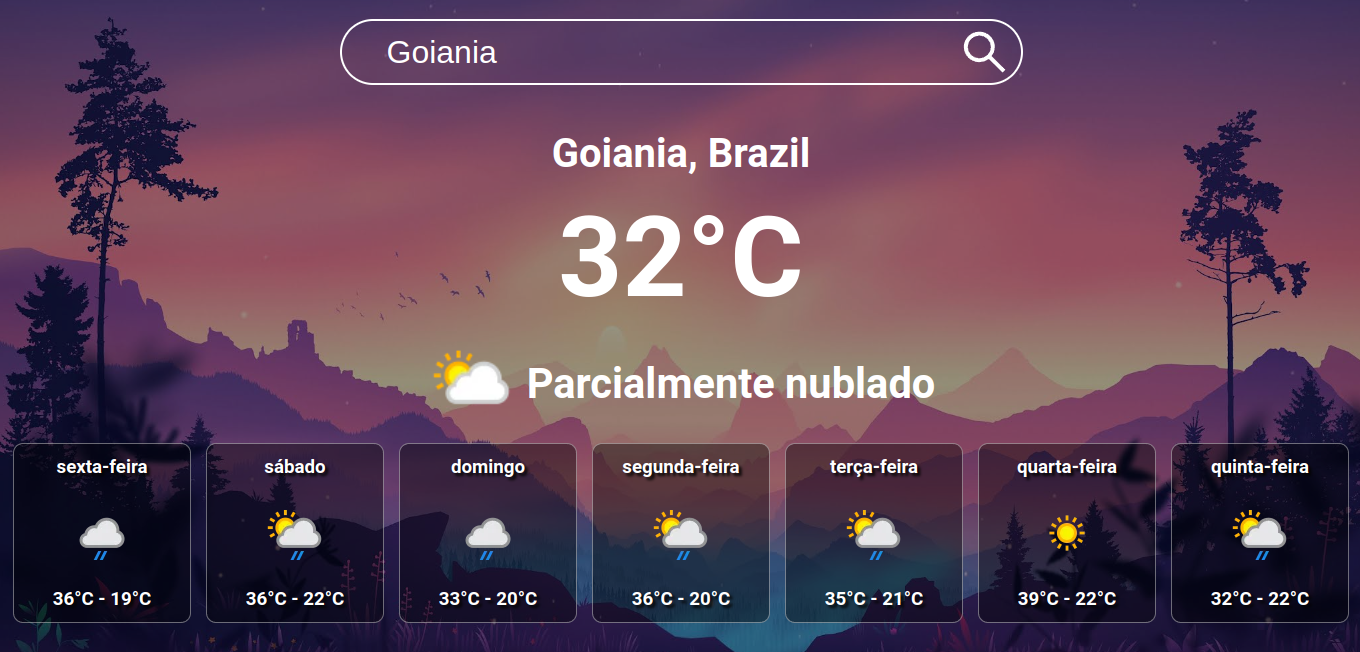 Goiania
Goiania, Brazil
32°C
Parcialmente nublado
sexta-feira
36°C - 19°C
sábado
36°C - 22°C
domingo
33°C - 20°C
segunda-feira
36°C - 20°C
terça-feira
35°C - 21°C
quarta-feira
39°C - 22°C
quinta-feira
32°C - 22°C